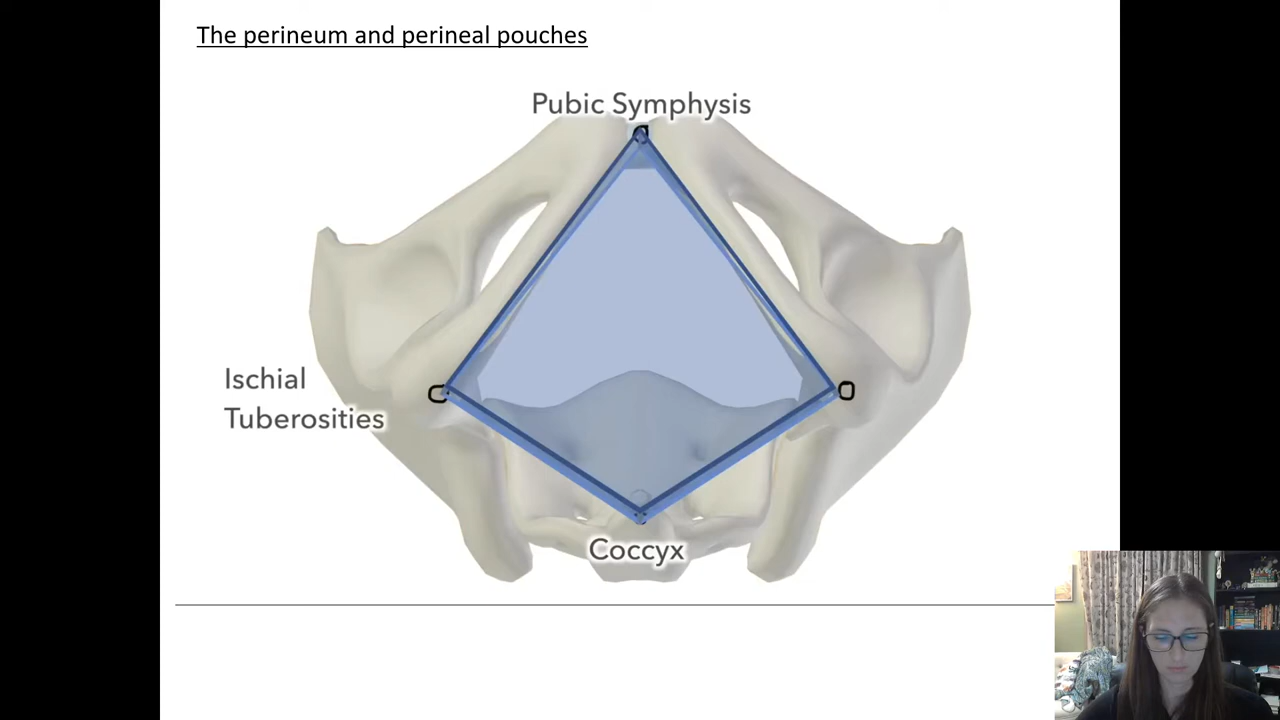 The perineum and perineal pouches
Pubic Symphysis
Ischial
Tuberosities
Coccyx